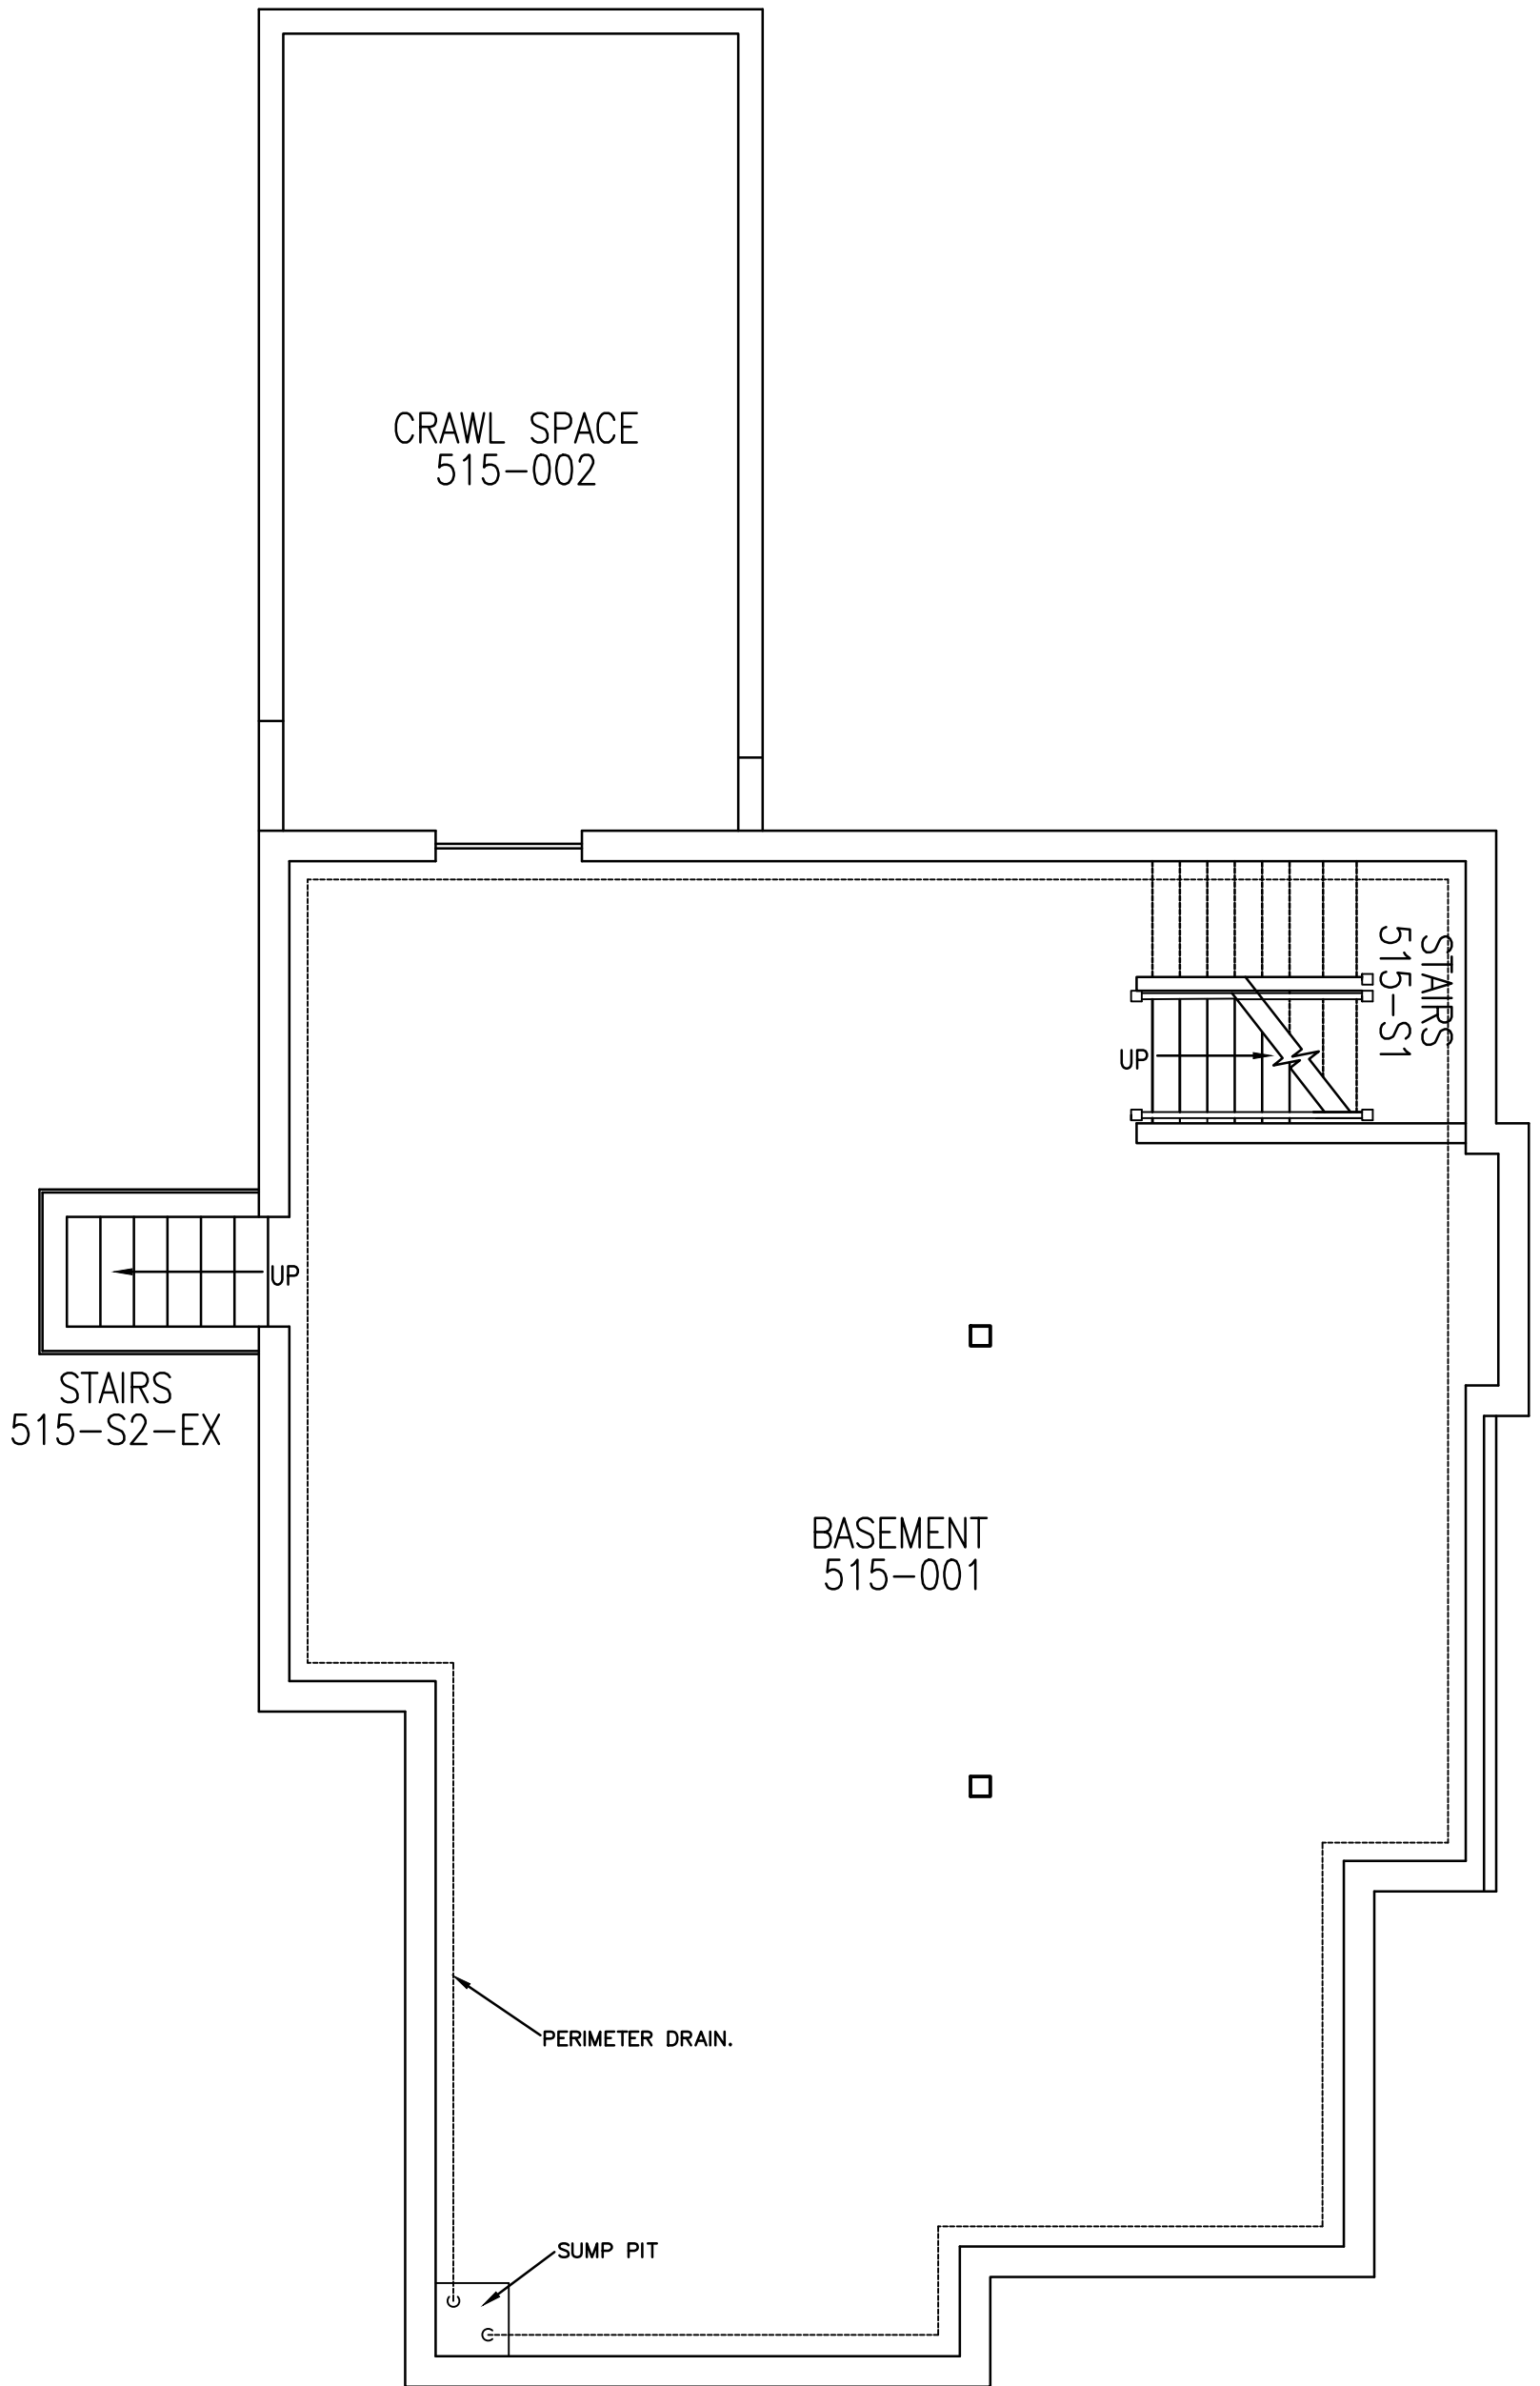 CRAWL SPACE
515-002
STAIRS
515-S1
UP
UP
STAIRS
515-S2-EX
BASEMENT
515-001
PERIMETER DRAIN.
SUMP PIT